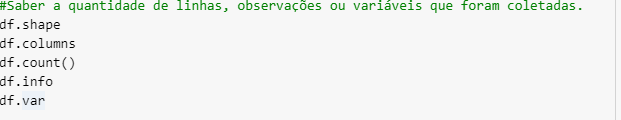 #Saber a quantidade de linhas, observações ou variáveis que foram coletadas.
df.shape
df.columns
df.count()
df.info
df.var